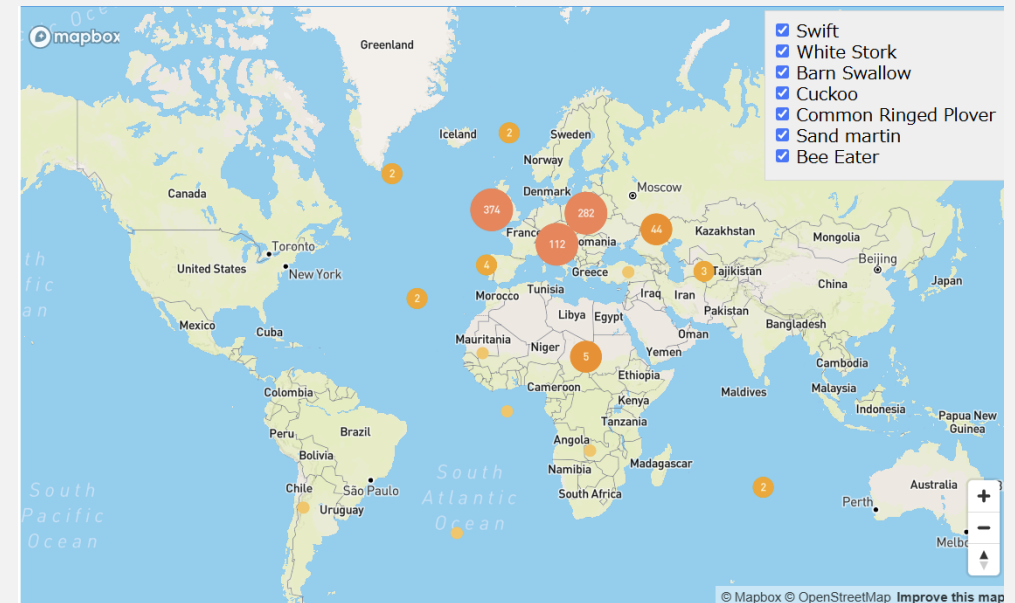 mapbox
Greenland
Swift
White Stork
Barn Swallow
Cuckoo
Common Ringed Plover
Sand martin
Bee Eater
Iceland
2
Sweden
Norway
2
Canada
Denmark
Moscow
374
282
France
112
omania
44
Kazakhstan
Mongolia
Toronto
United States
New York
4
Greece
3
Tajikistan
Beijing
China
Japan
2
Morocco
Tunisia
Iraq
Iran
Pakistan
Mexico
Cuba
Libya
Egypt
Bangladesh
Mauritania
Niger
Oman
Yemen
5
Cambodia
Colombia
Cameroon
Ethiopia
Kenya
Maldives
Malaysia
Indonesia
Papua New
Guinea
Peru
Brazil
Tanzania
Angola
Bolivia
Namibia
Madagascar
South
Atlantic
Ocean
South
Pacific
Ocean
Chile
São Paulo
Uruguay
South Africa
2
Australia
Perth
Melb
© Mapbox © OpenStreetMap Improve this map